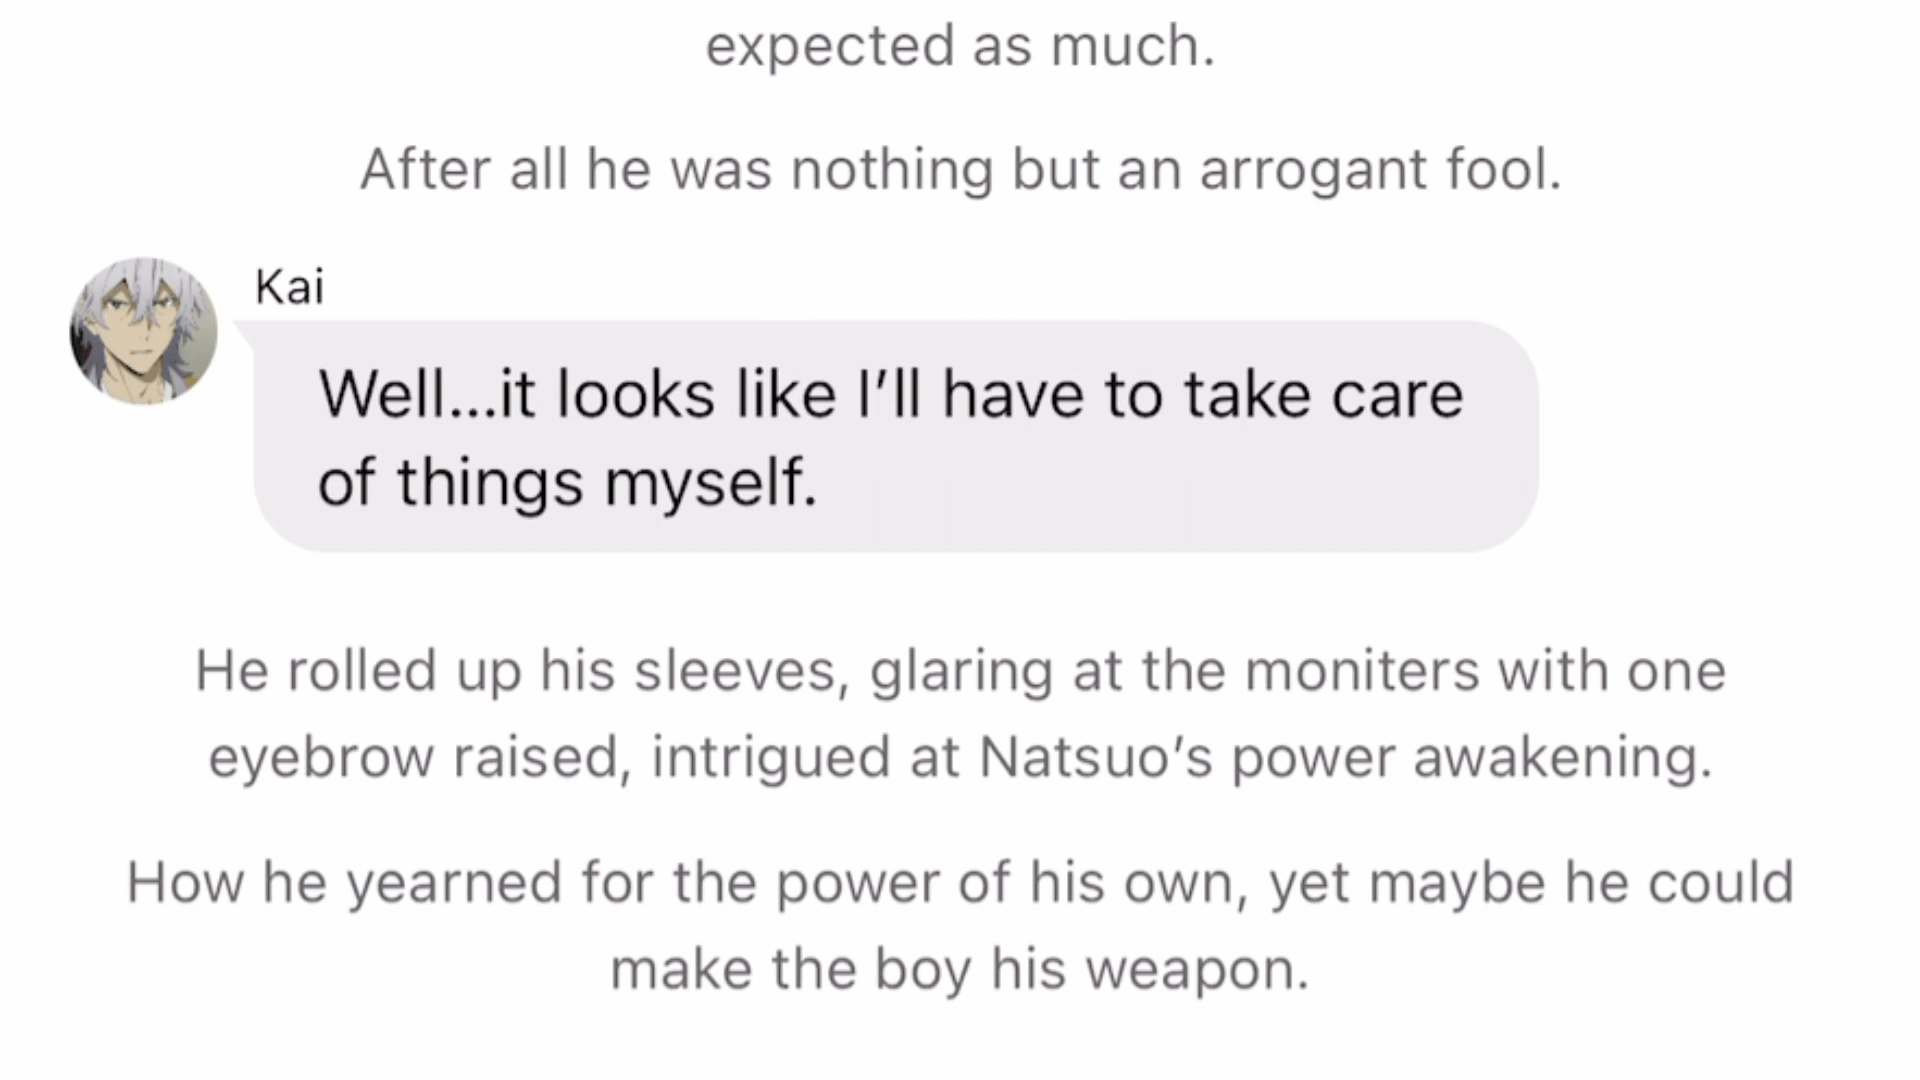 expected as much.
After all he was nothing but an arrogant fool.
Kai
Well...it looks like I’ll have to take care
of things myself.
He rolled up his sleeves, glaring at the moniters with one
eyebrow raised, intrigued at Natsuo’s power awakening.
How he yearned for the power of his own, yet maybe he could
make the boy his weapon.